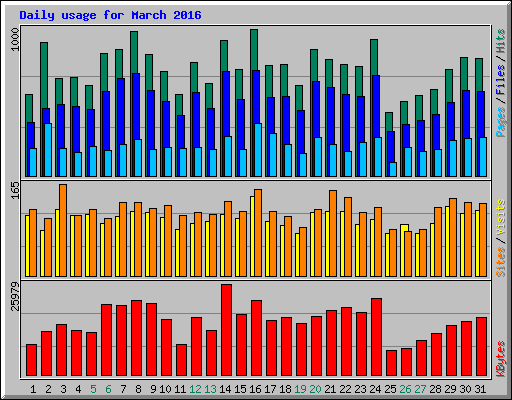 Daily usage for March 2016
1000
Pages / Files / Hits
165
Sites / Visits
25979
KBytes
1 2 3 4 5 6 7 8 9 10 11 12 13 14 15 16 17 18 19 20 21 22 23 24 25 26 27 28 29 30 31